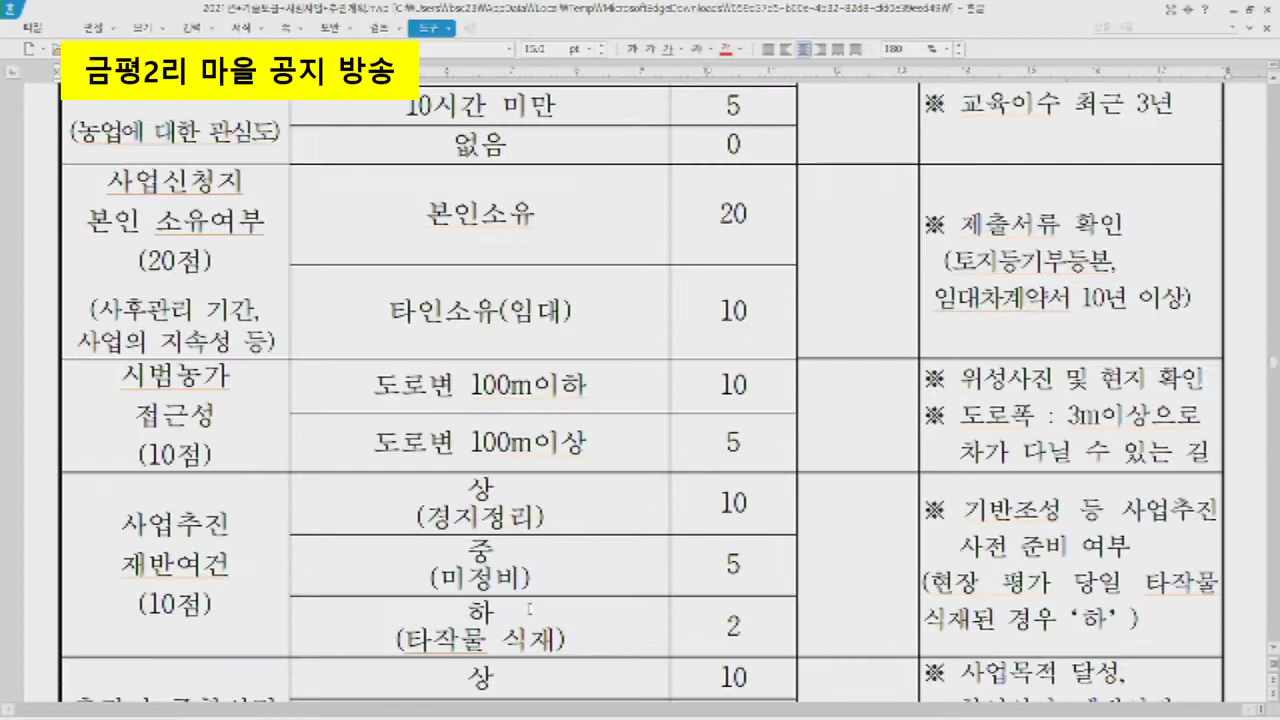 금평2리 마을 공지 방송
15.0 pt 180 %
10시간 미만 5 ※ 교육이수 최근 3년
(농업에 대한 관심도)
없음 0
사업신청지
본인 소유여부
(20점)
(사후관리 기간,
사업의 지속성 등)
본인소유 20
타인소유(임대) 10
※ 제출서류 확인
(토지등기부등본,
임대차계약서 10년 이상)
시범농가
접근성
(10점)
도로변 100m이하 10
도로변 100m이상 5
※ 위성사진 및 현지 확인
※ 도로폭 : 3m이상으로
차가 다닐 수 있는 길
사업추진
제반여건
(10점)
상
(경지정리)
10
중
(미정비)
5
하
(타작물 식재)
2
※ 기반조성 등 사업추진
사전 준비 여부
(현장 평가 당일 타작물
식재된 경우 ‘하’)
상 10
※ 사업목적 달성,